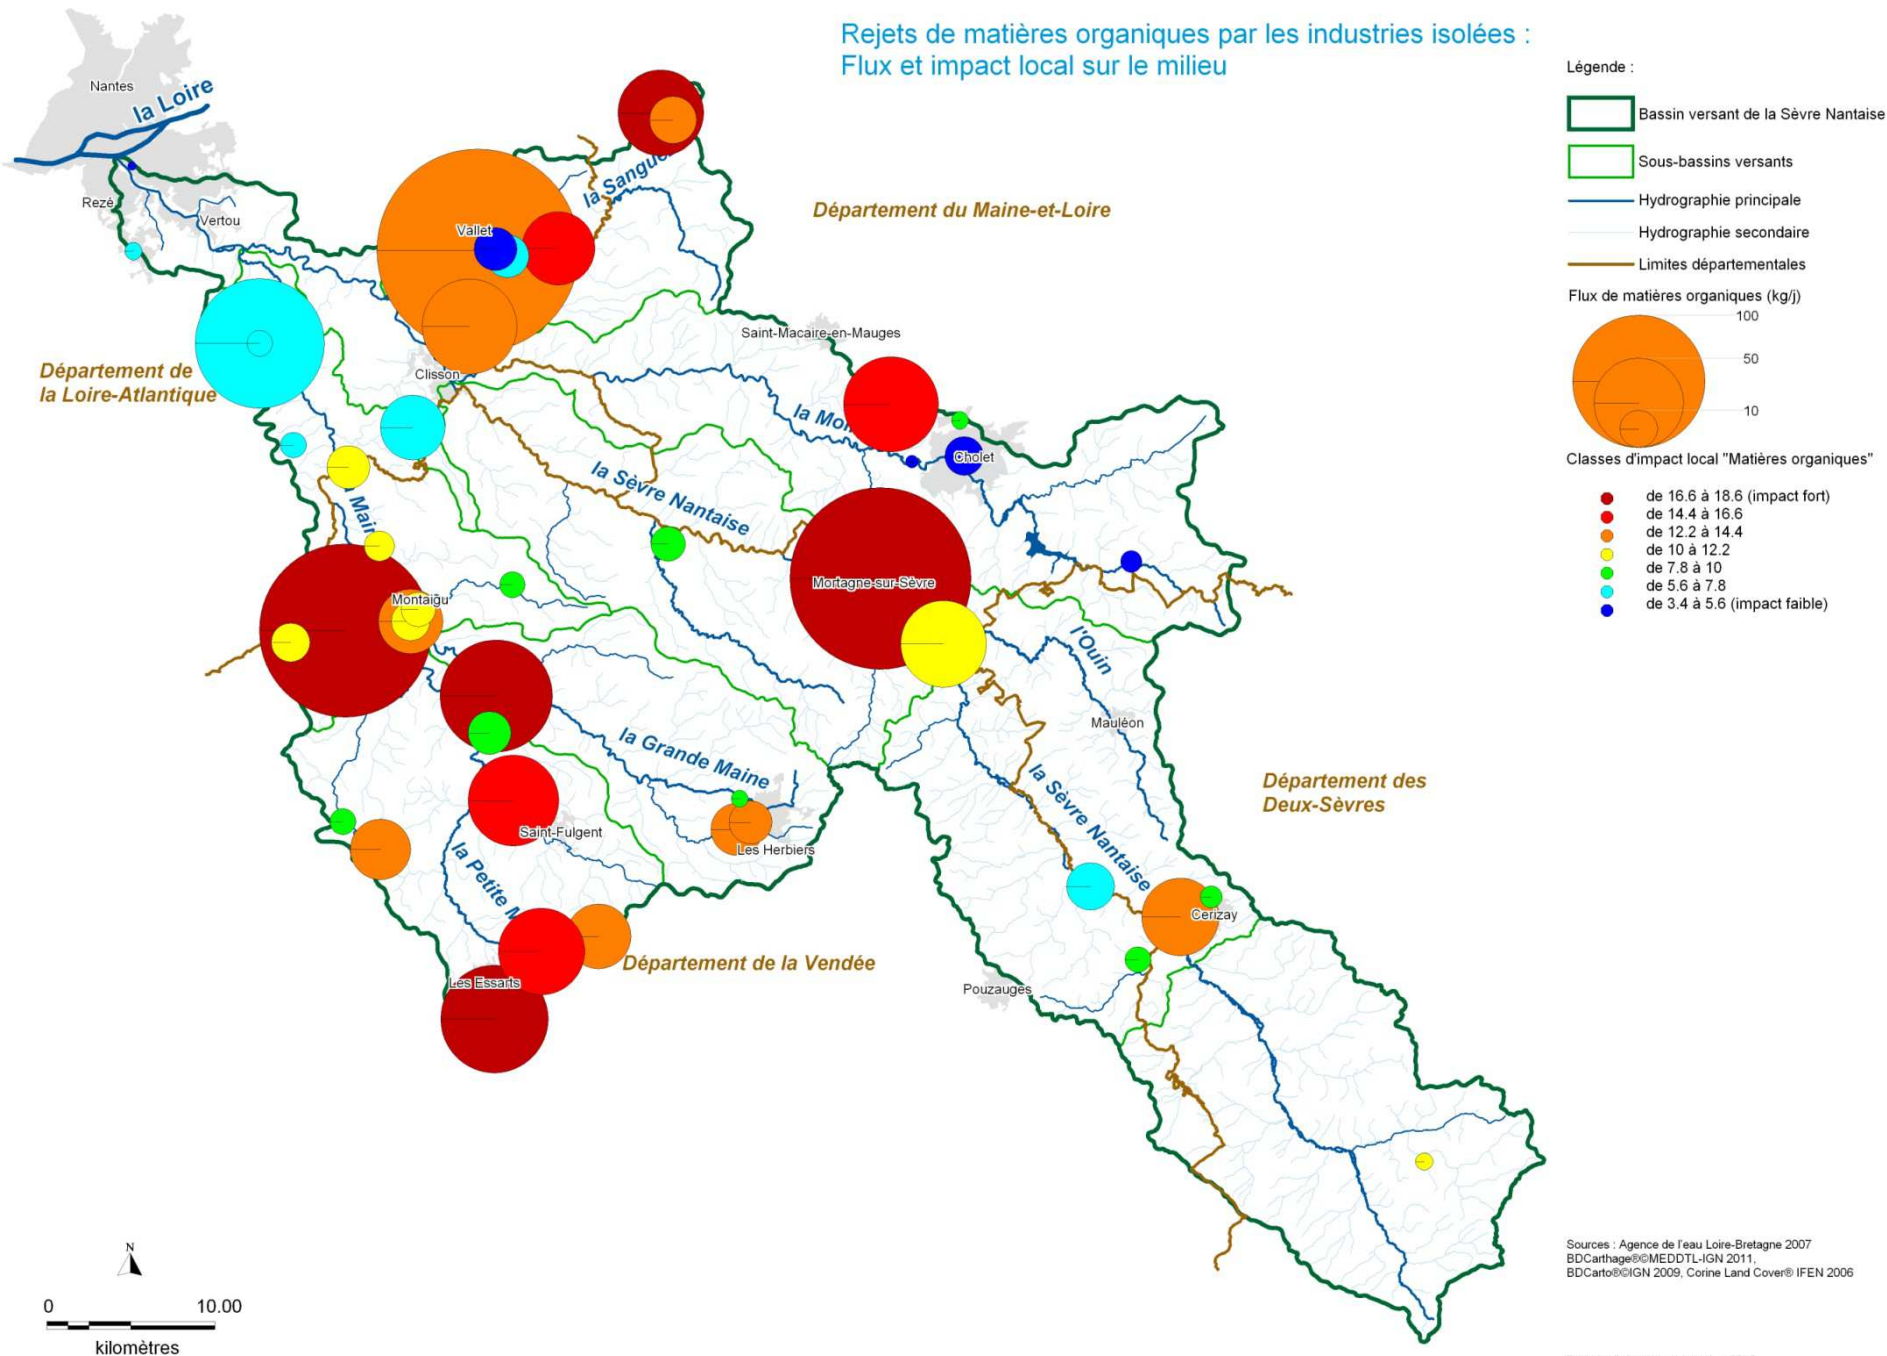 Rejets de matières organiques par les industries isolées :
Flux et impact local sur le milieu
Légende :
Bassin versant de la Sèvre Nantaise
Sous-bassins versants
Hydrographie principale
Hydrographie secondaire
Limites départementales
Flux de matières organiques (kg/j)
100
50
10
Classes d'impact local "Matières organiques"
de 16.6 à 18.6 (impact fort)
de 14.4 à 16.6
de 12.2 à 14.4
de 10 à 12.2
de 7.8 à 10
de 5.6 à 7.8
de 3.4 à 5.6 (impact faible)
Nantes
la Loire
Rezé
Vertou
Vallet
la Sangue
Département du Maine-et-Loire
Saint-Macaire-en-Mauges
Département de
la Loire-Atlantique
Clisson
la Moi
Cholet
la Sèvre Nantaise
Main
Mortagne-sur-Sèvre
Montaigu
l'Ouin
Mauléon
la Grande Maine
Département des
Deux-Sèvres
la Sèvre Nantaise
Saint-Fulgent
Les Herbiers
la Petite M
Cerizay
Département de la Vendée
Les Essarts
Pouzauges
N
0 10.00
kilomètres
Sources : Agence de l'eau Loire-Bretagne 2007
BDCarthage®©MEDDTL-IGN 2011,
BDCarto®©IGN 2009, Corine Land Cover® IFEN 2006